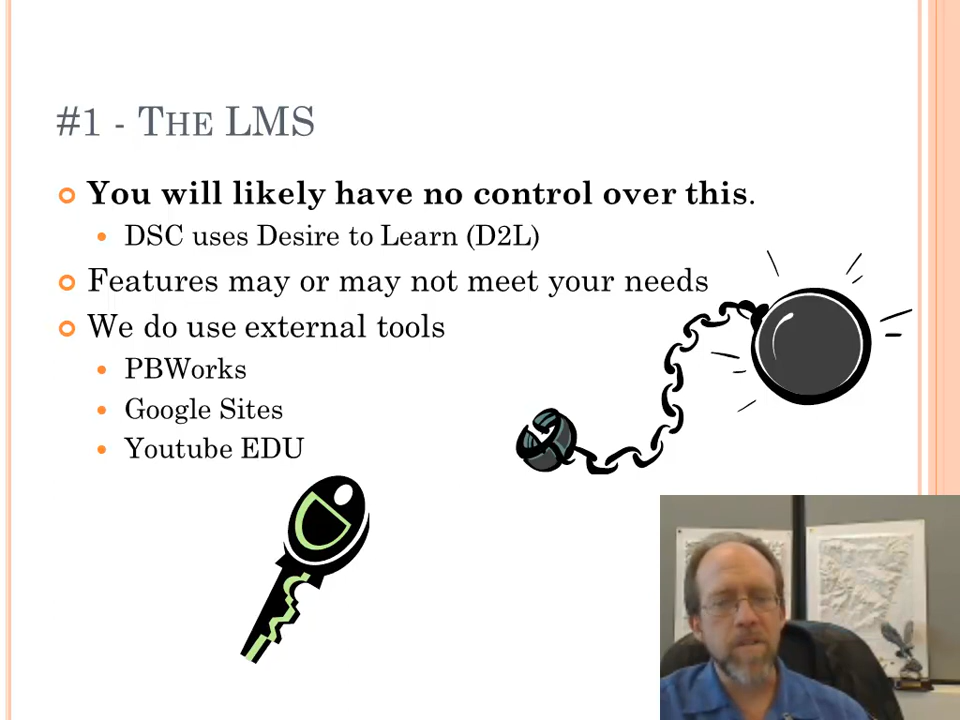 #1 - The LMS
You will likely have no control over this.
DSC uses Desire to Learn (D2L)
Features may or may not meet your needs
We do use external tools
PBWorks
Google Sites
Youtube EDU